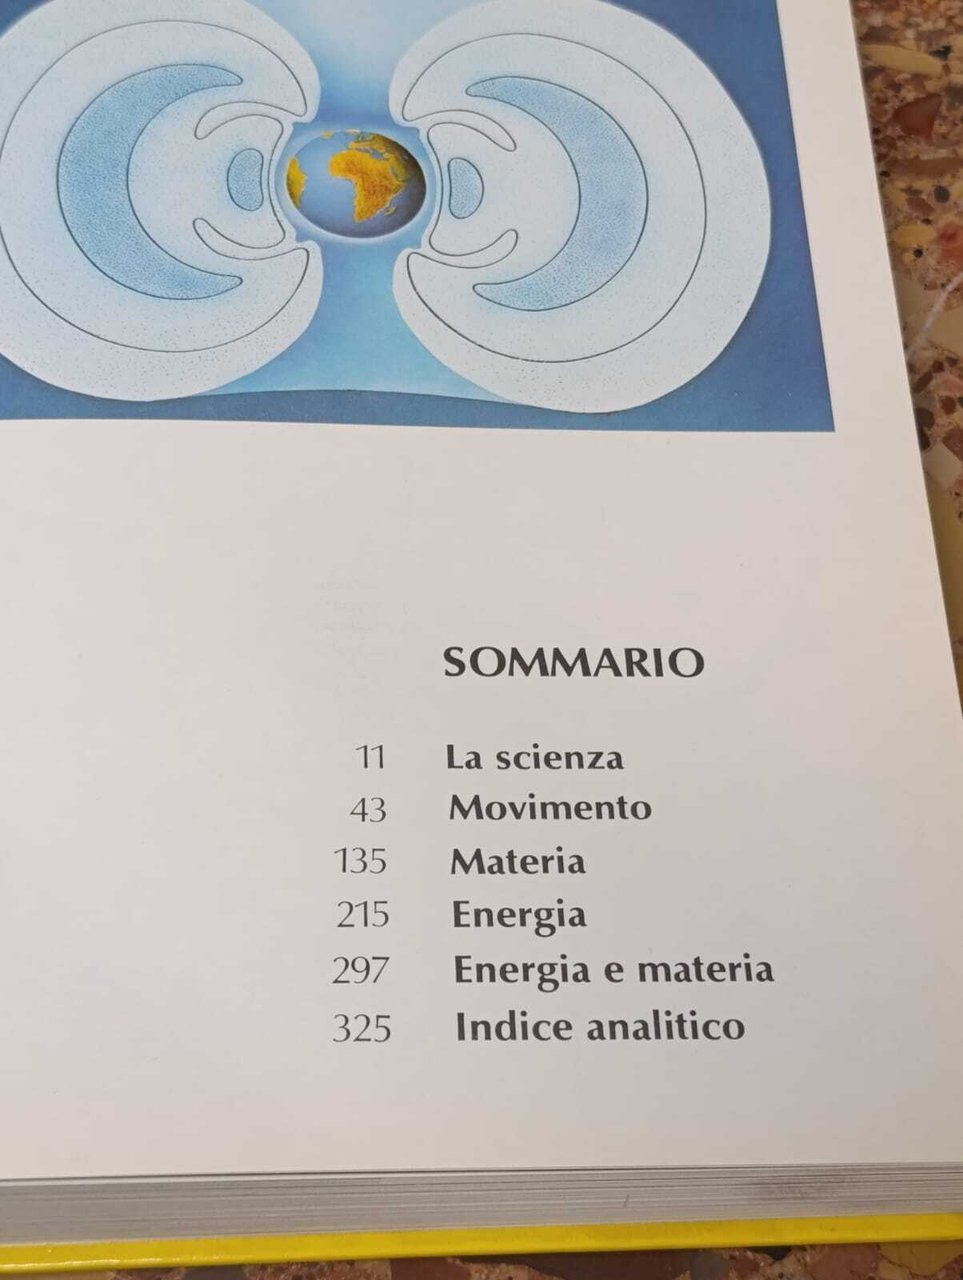 SOMMARIO
11 La scienza
43 Movimento
135 Materia
215 Energia
297 Energia e materia
325 Indice analitico